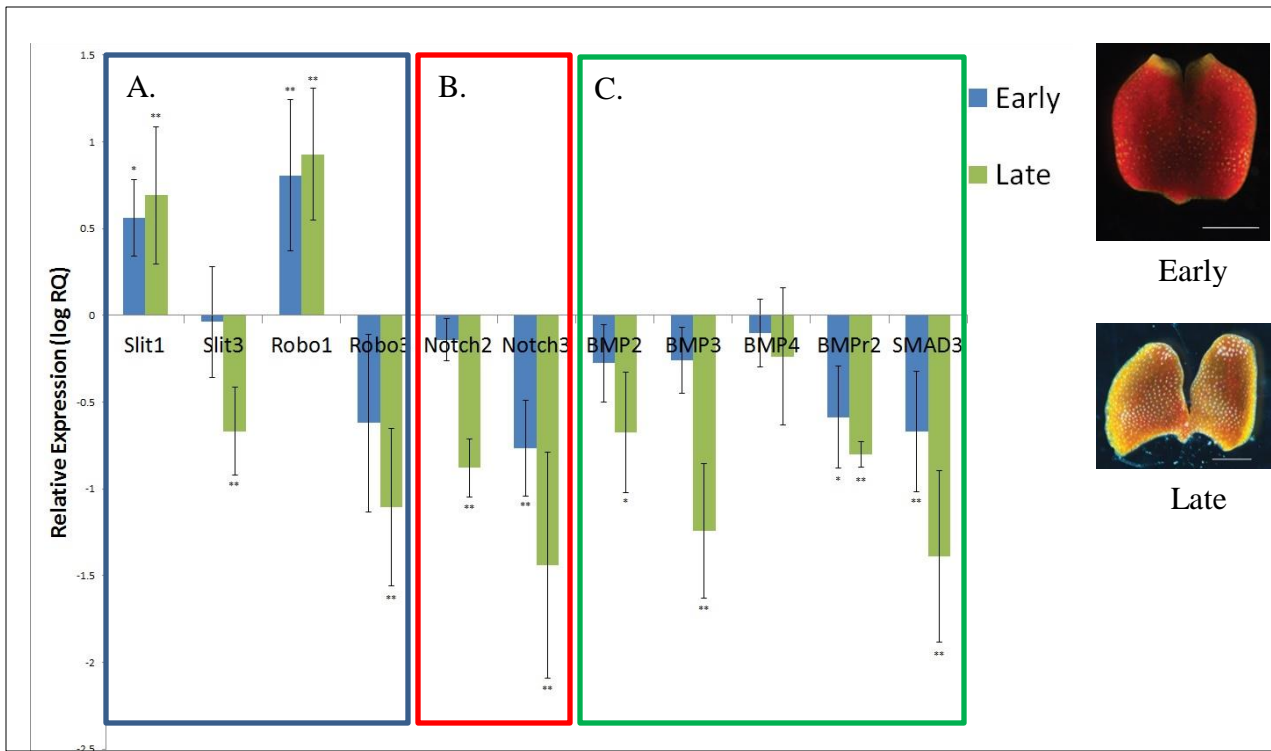 A.
B.
C.
Early
Late
1.5
1
0.5
0
-0.5
-1
-1.5
-2
-2.5
Relative Expression (log RQ)
Slit1 Slit3 Robo1 Robo3 Notch2 Notch3 BMP2 BMP3 BMP4 BMPr2 SMAD3
* ** ** ** ** ** ** ** ** * ** * ** ** **
Early
Late